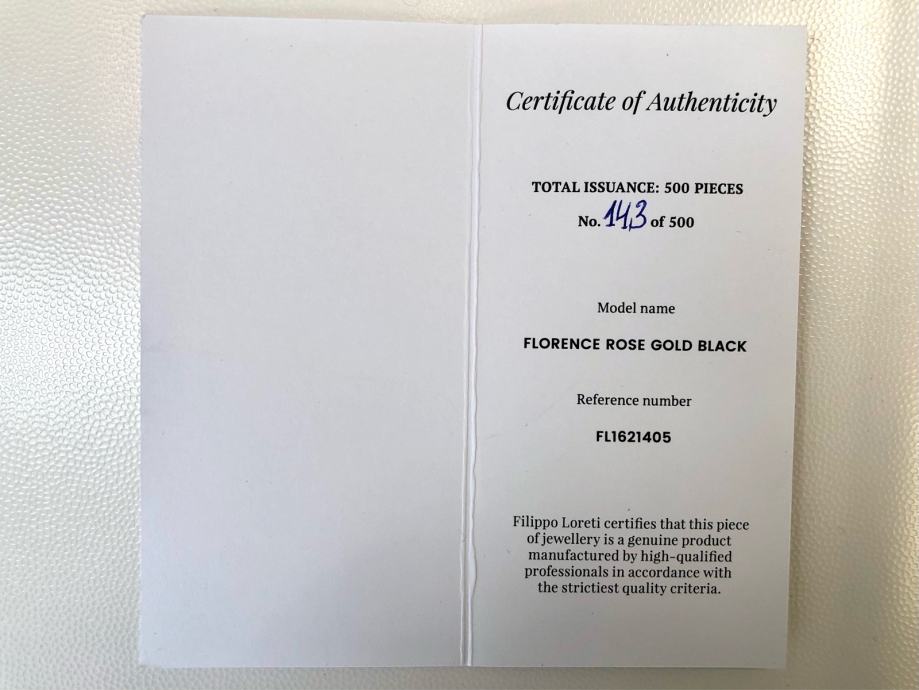 Certificate of Authenticity
TOTAL ISSUANCE: 500 PIECES
No. 143 of 500
Model name
FLORENCE ROSE GOLD BLACK
Reference number
FL1621405
Filippo Loreti certifies that this piece
of jewellery is a genuine product
manufactured by high-qualified
professionals in accordance with
the strictiest quality criteria.